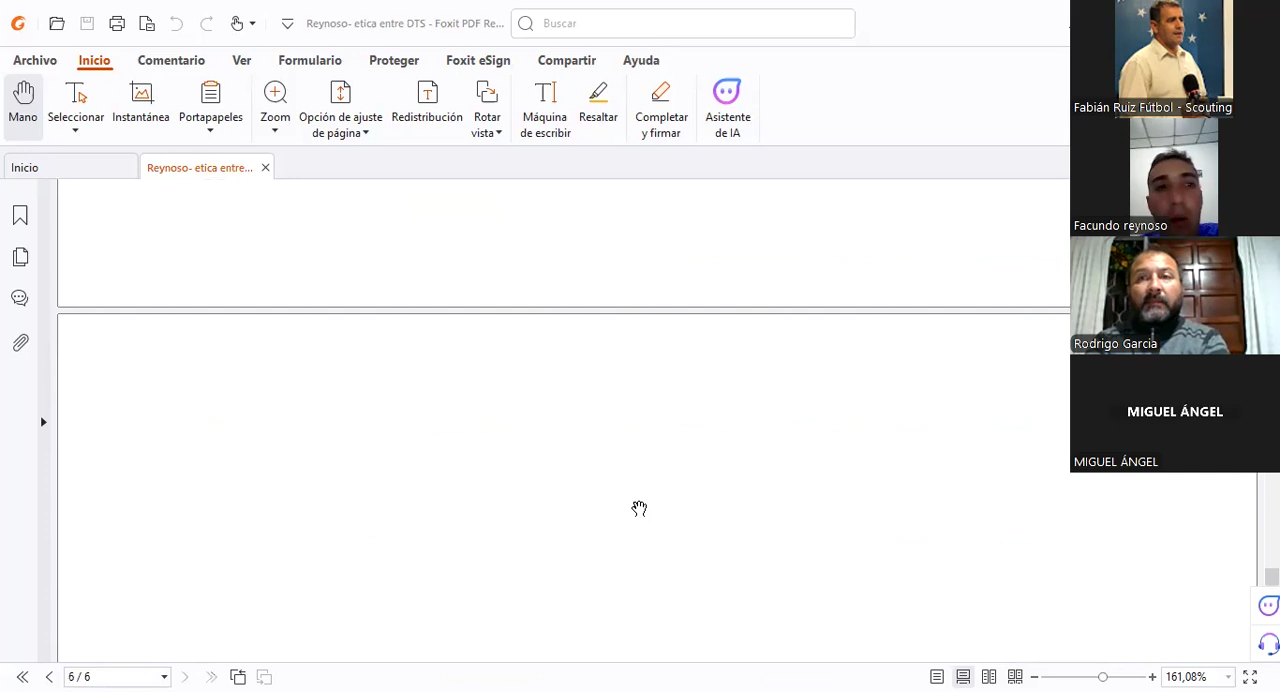 Reynoso- etica entre DTS - Foxit PDF Re...
Buscar
Archivo Inicio Comentario Ver Formulario Proteger Foxit eSign Compartir Ayuda
Mano
Seleccionar
Instantánea
Portapapeles
Zoom
Opción de ajuste
de página
Redistribución
Rotar
vista
Máquina
de escribir
Resaltar
Completar
y firmar
Asistente
de IA
Inicio
Reynoso- etica entre...
Fabián Ruiz Fútbol - Scouting
Facundo reynoso
Rodrigo Garcia
MIGUEL ÁNGEL
MIGUEL ÁNGEL
6 / 6
161,08%